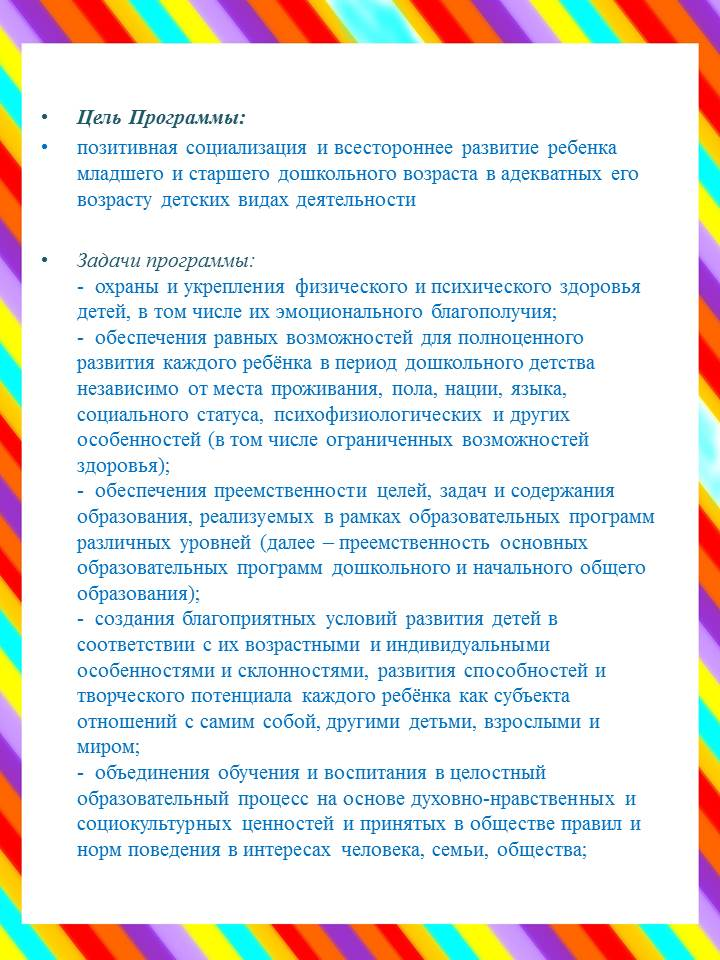 • Цель Программы:
• позитивная социализация и всестороннее развитие ребенка
младшего и старшего дошкольного возраста в адекватных его
возрасту детских видах деятельности
• Задачи программы:
- охраны и укрепления физического и психического здоровья
детей, в том числе их эмоционального благополучия;
- обеспечения равных возможностей для полноценного
развития каждого ребёнка в период дошкольного детства
независимо от места проживания, пола, нации, языка,
социального статуса, психофизиологических и других
особенностей (в том числе ограниченных возможностей
здоровья);
- обеспечения преемственности целей, задач и содержания
образования, реализуемых в рамках образовательных программ
различных уровней (далее – преемственность основных
образовательных программ дошкольного и начального общего
образования);
- создания благоприятных условий развития детей в
соответствии с их возрастными и индивидуальными
особенностями и склонностями, развития способностей и
творческого потенциала каждого ребёнка как субъекта
отношений с самим собой, другими детьми, взрослыми и
миром;
- объединения обучения и воспитания в целостный
образовательный процесс на основе духовно-нравственных и
социокультурных ценностей и принятых в обществе правил и
норм поведения в интересах человека, семьи, общества;